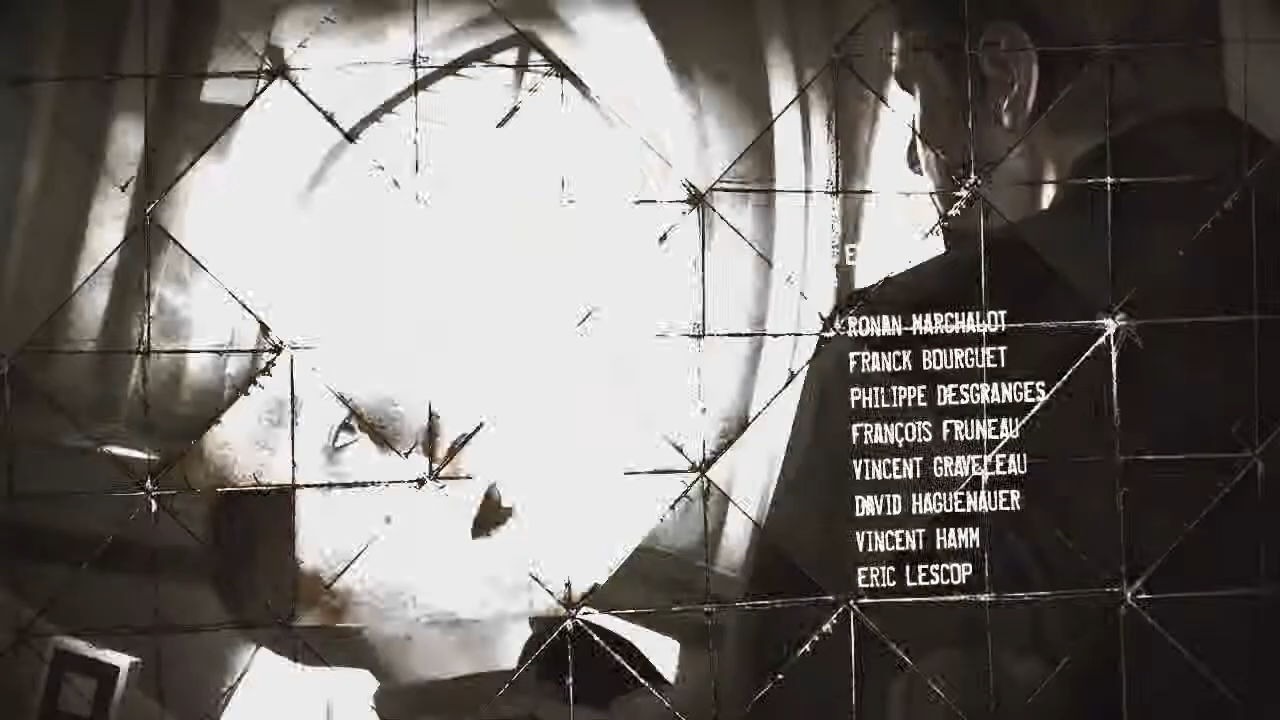 E
RONAN MARCHALOT
FRANCK BOURGUET
PHILIPPE DESGRANGES
FRANÇOIS FRUNEAU
VINCENT GRAVELEAU
DAVID HAGUENAUER
VINCENT HAMM
ERIC LESCOP